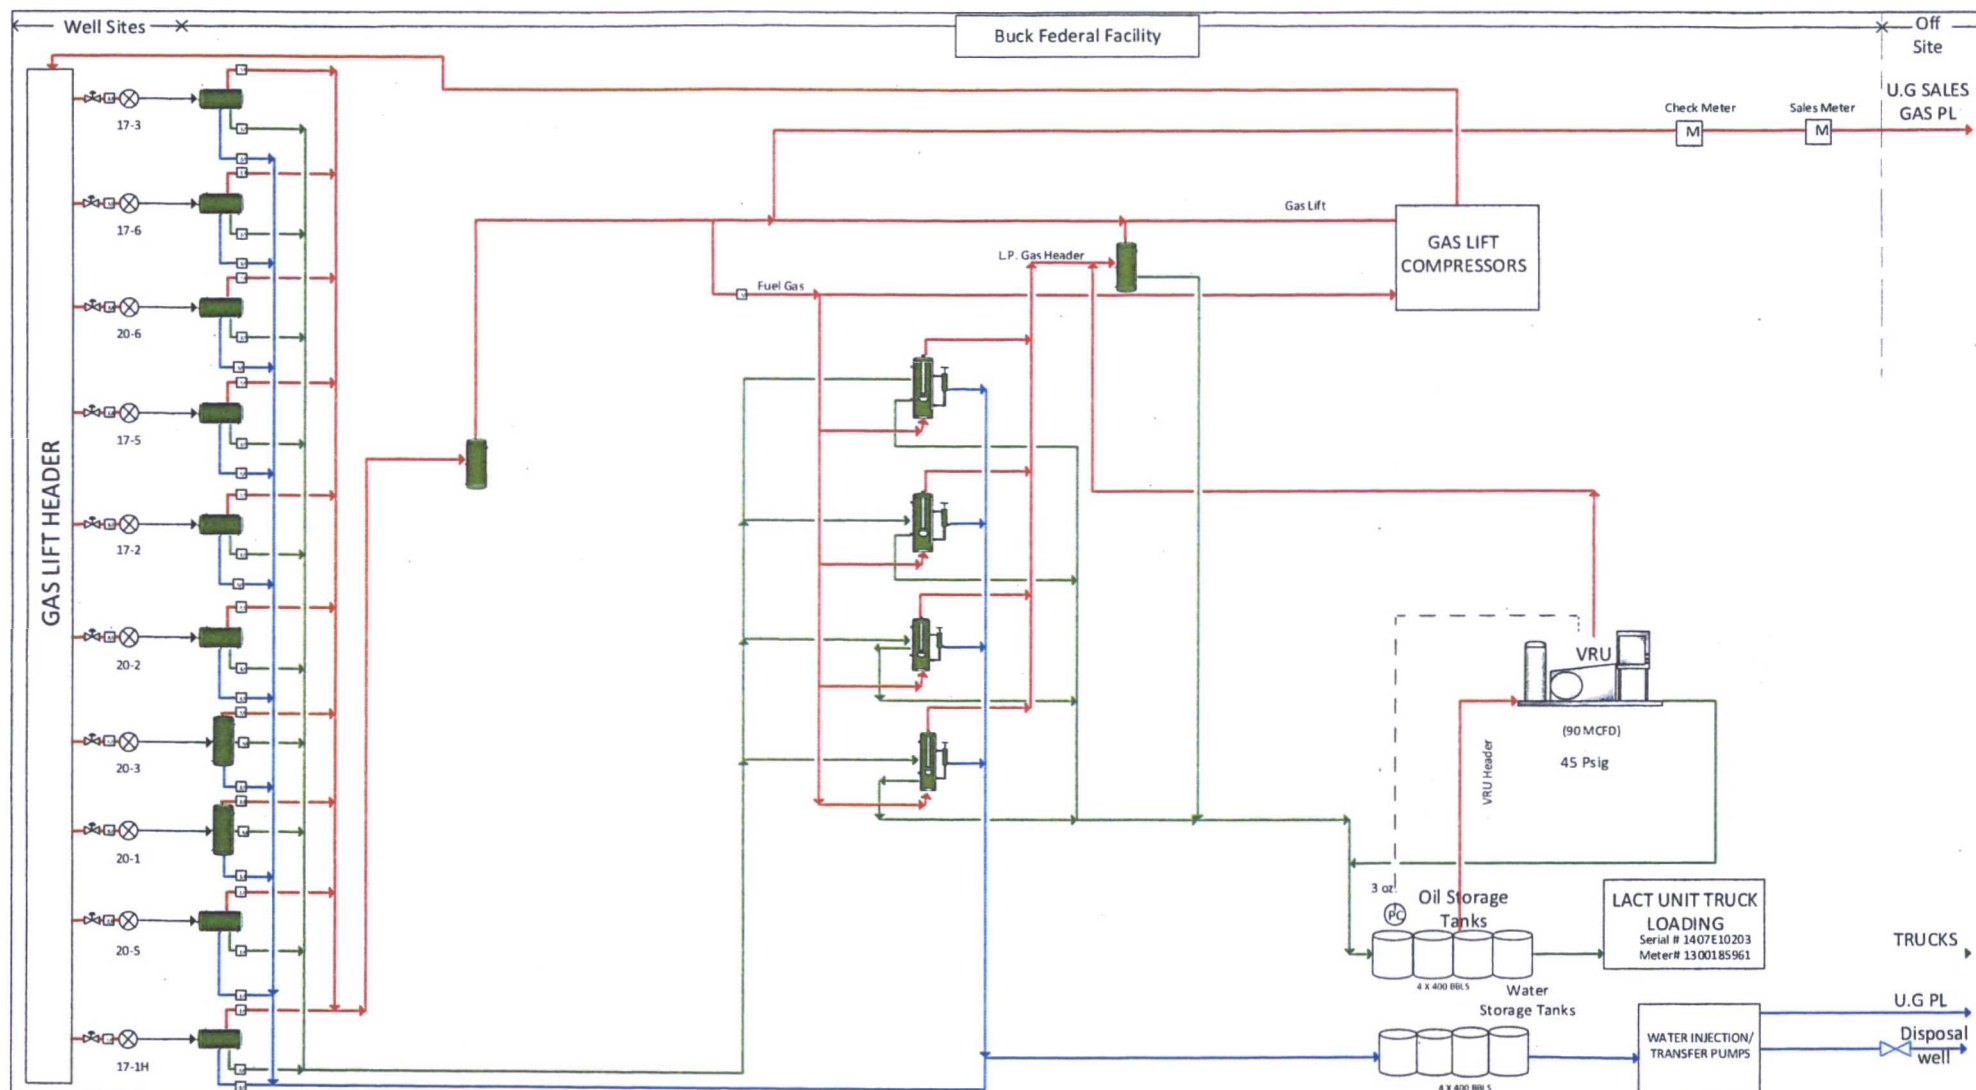 Well Sites
Buck Federal Facility
Off
Site
U.G SALES
GAS PL
Check Meter
Sales Meter
M
M
17-3
17-6
20-6
17-5
17-2
20-2
20-3
20-1
20-5
17-1H
GAS LIFT HEADER
Gas Lift
GAS LIFT
COMPRESSORS
L.P. Gas Header
Fuel Gas
VRU
(90 MCFD)
45 Psig
VRU Header
3 oz.
PC
Oil Storage
Tanks
4 X 400 BBLS
LACT UNIT TRUCK
LOADING
Serial # 1407E10203
Meter# 1300185961
TRUCKS
Water
Storage Tanks
4 X 400 BBLS
WATER INJECTION/
TRANSFER PUMPS
U.G PL
Disposal
well